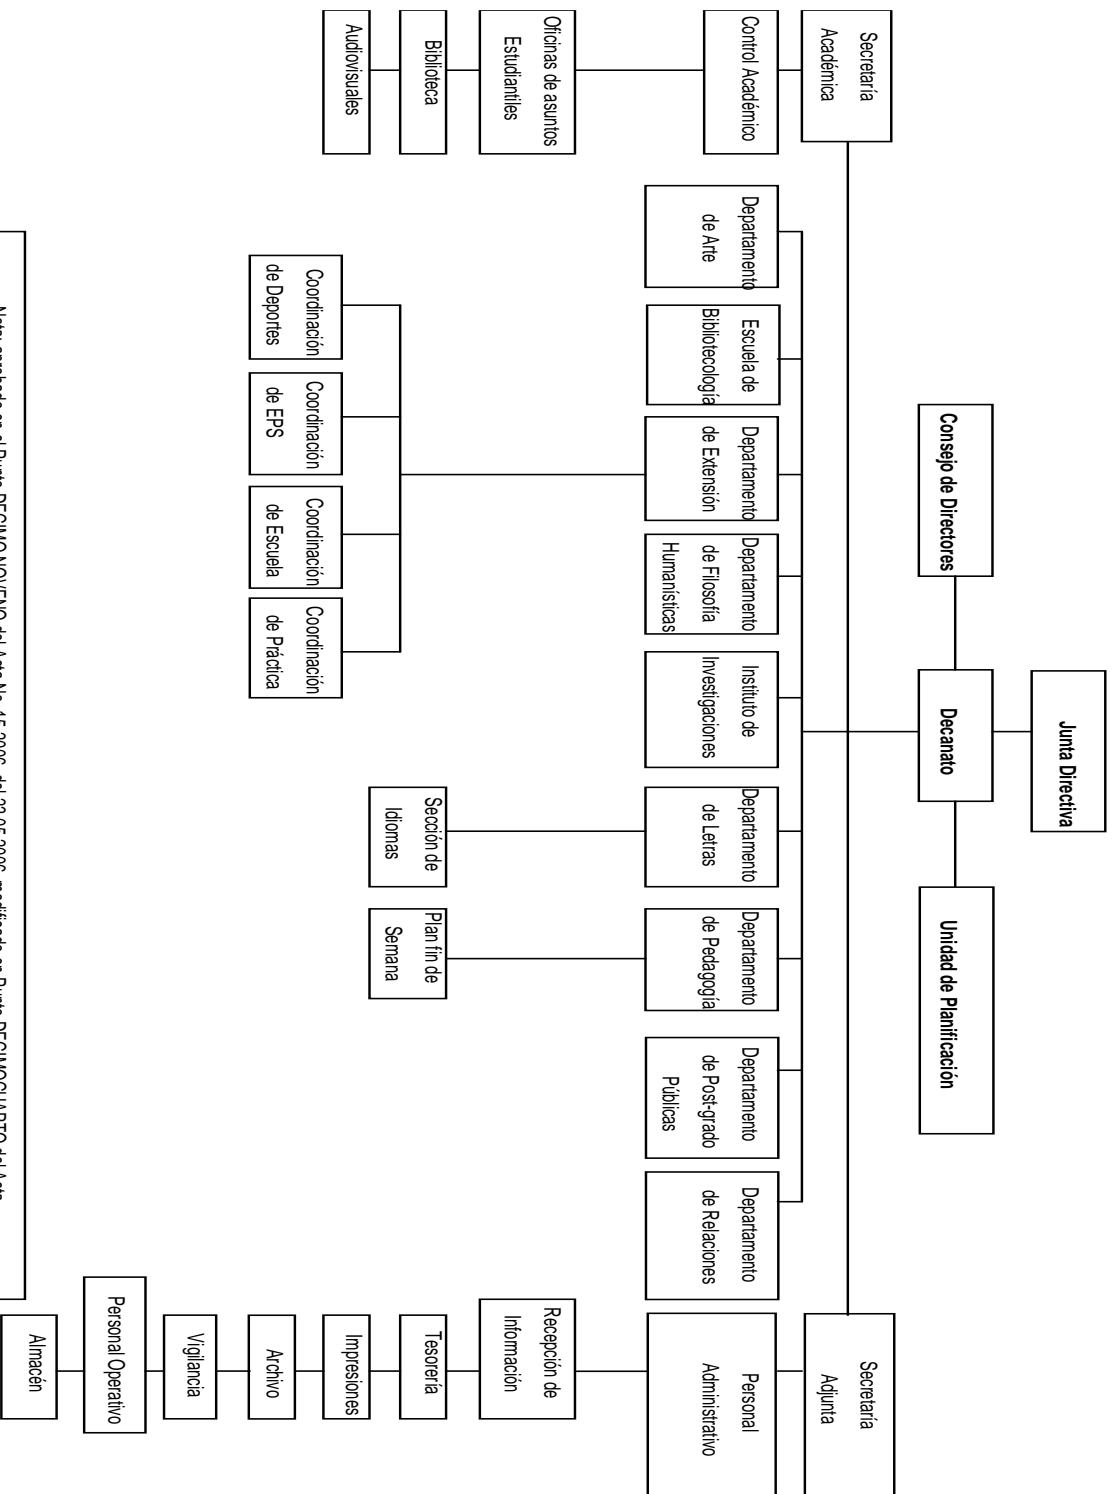 Junta Directiva
Consejo de Directores
Decanato
Unidad de Planificación
Secretaría
Académica
Secretaría
Adjunta
Control Académico
Oficinas de asuntos
Estudiantiles
Biblioteca
Audiovisuales
Departamento
de Arte
Escuela de
Bibliotecología
Departamento
de Extensión
Departamento
de Filosofía
Humanísticas
Instituto de
Investigaciones
Departamento
de Letras
Departamento
de Pedagogía
Departamento
de Post-grado
Públicas
Departamento
de Relaciones
Personal
Administrativo
Coordinación
de Deportes
Coordinación
de EPS
Coordinación
de Escuela
Coordinación
de Práctica
Sección de
Idiomas
Plan fin de
Semana
Recepción de
Información
Tesorería
Impresiones
Archivo
Vigilancia
Personal Operativo
Almacén